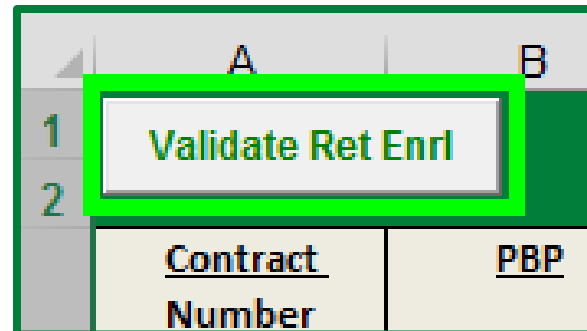 A B
1
Validate Ret Enrl
2
Contract PBP
Number